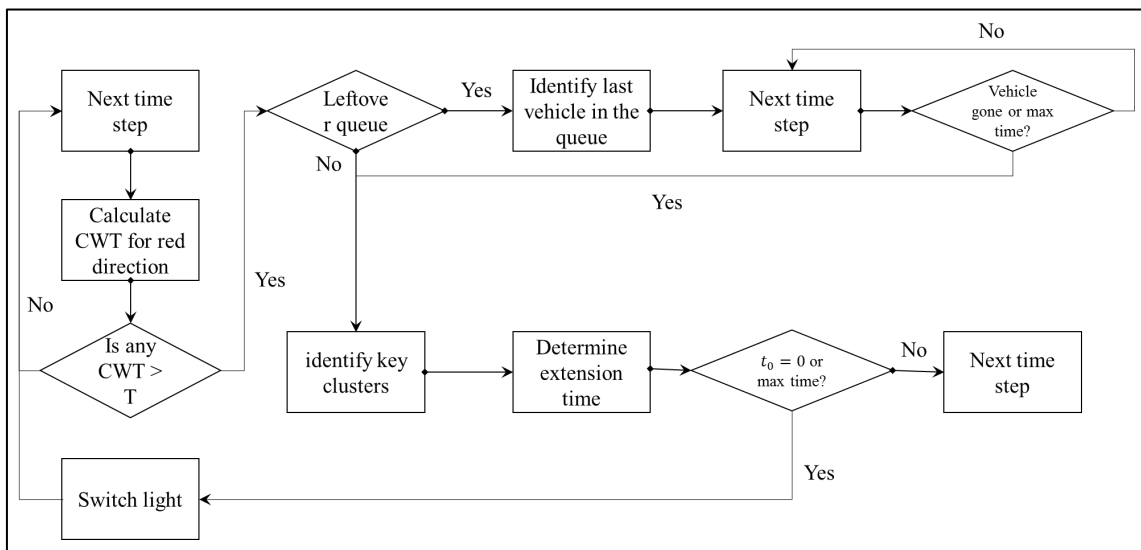 No
Next time
step
Leftove
r queue
Yes
Identify last
vehicle in the
queue
Next time
step
Vehicle
gone or max
time?
No
Yes
Calculate
CWT for red
direction
Yes
No
Is any
CWT >
T
identify key
clusters
Determine
extension
time
t₀ = 0 or
max time?
No
Next time
step
Yes
Switch light